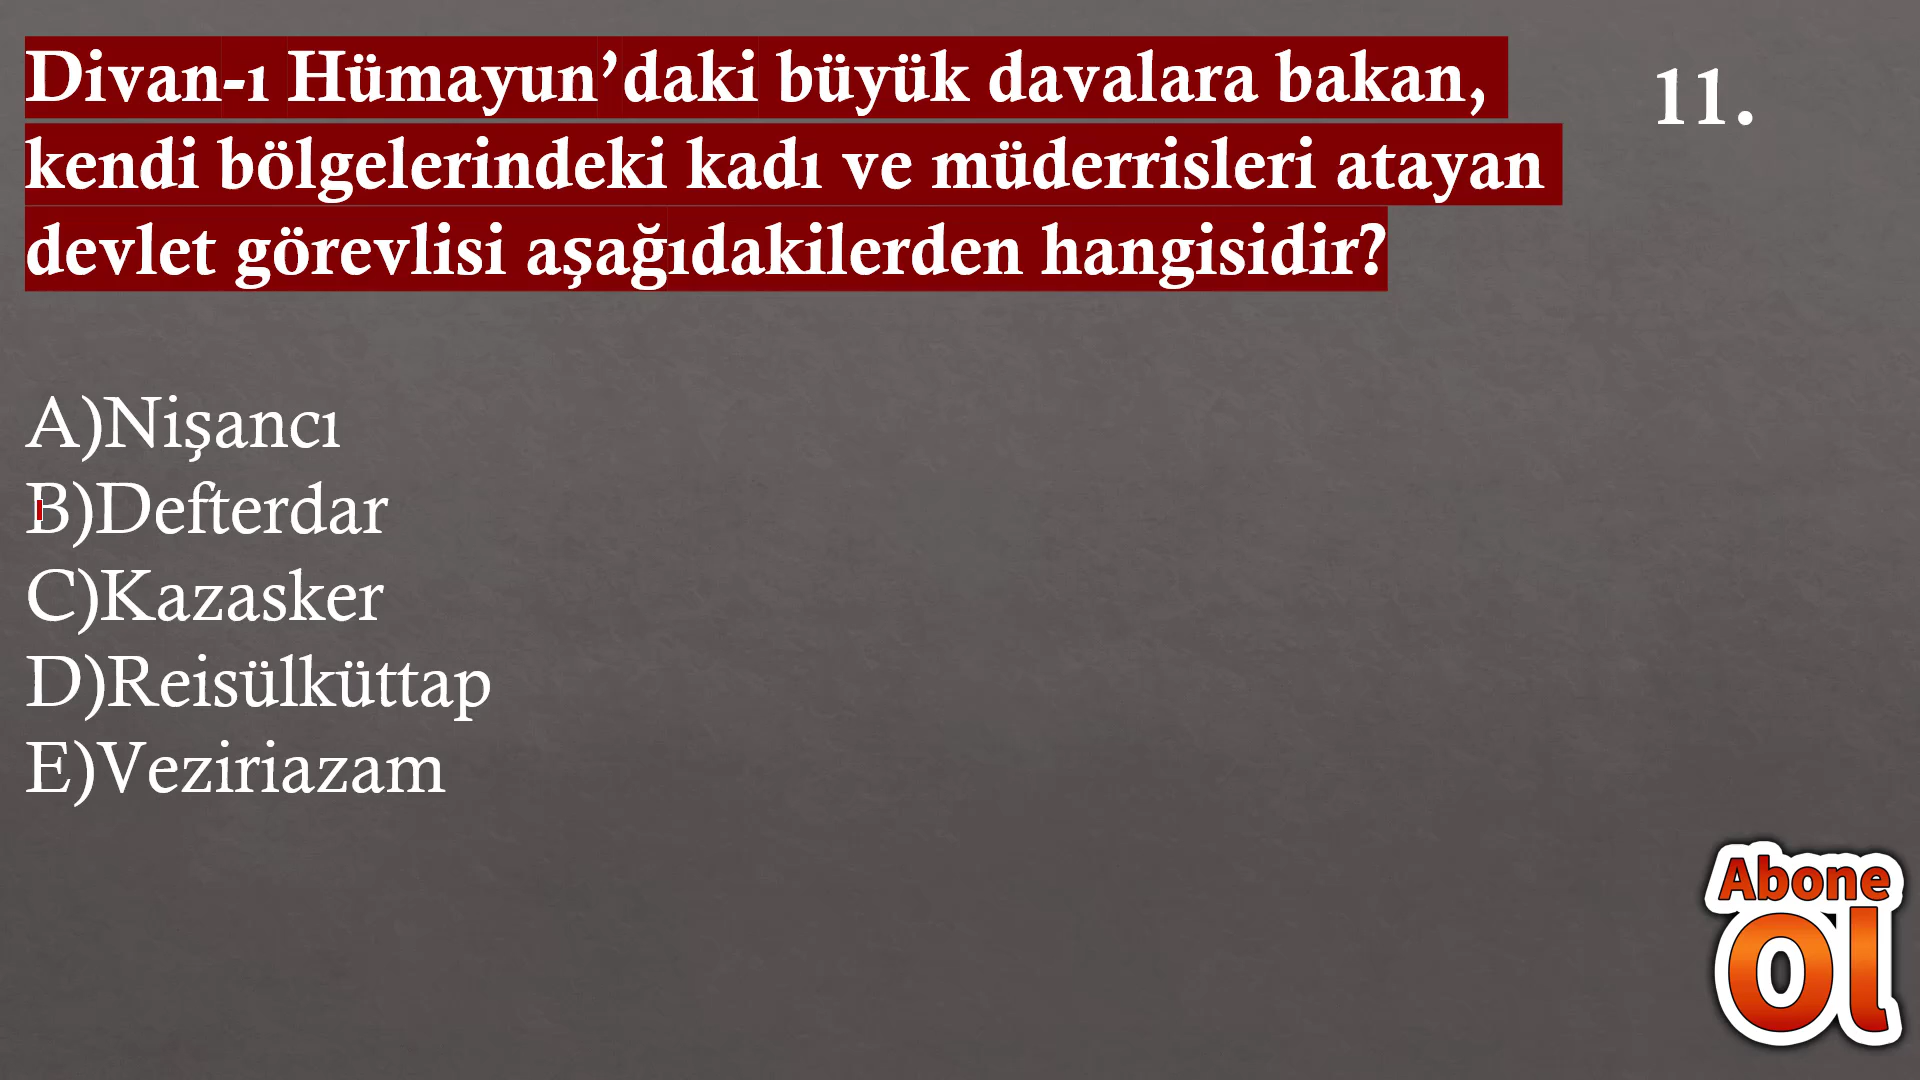 Divan-ı Hümayun’daki büyük davalara bakan,
kendi bölgelerindeki kadı ve müderrisleri atayan
devlet görevlisi aşağıdakilerden hangisidir?
11.
A)Nişancı
B)Defterdar
C)Kazasker
D)Reisülküttap
E)Veziriazam
Abone
Ol